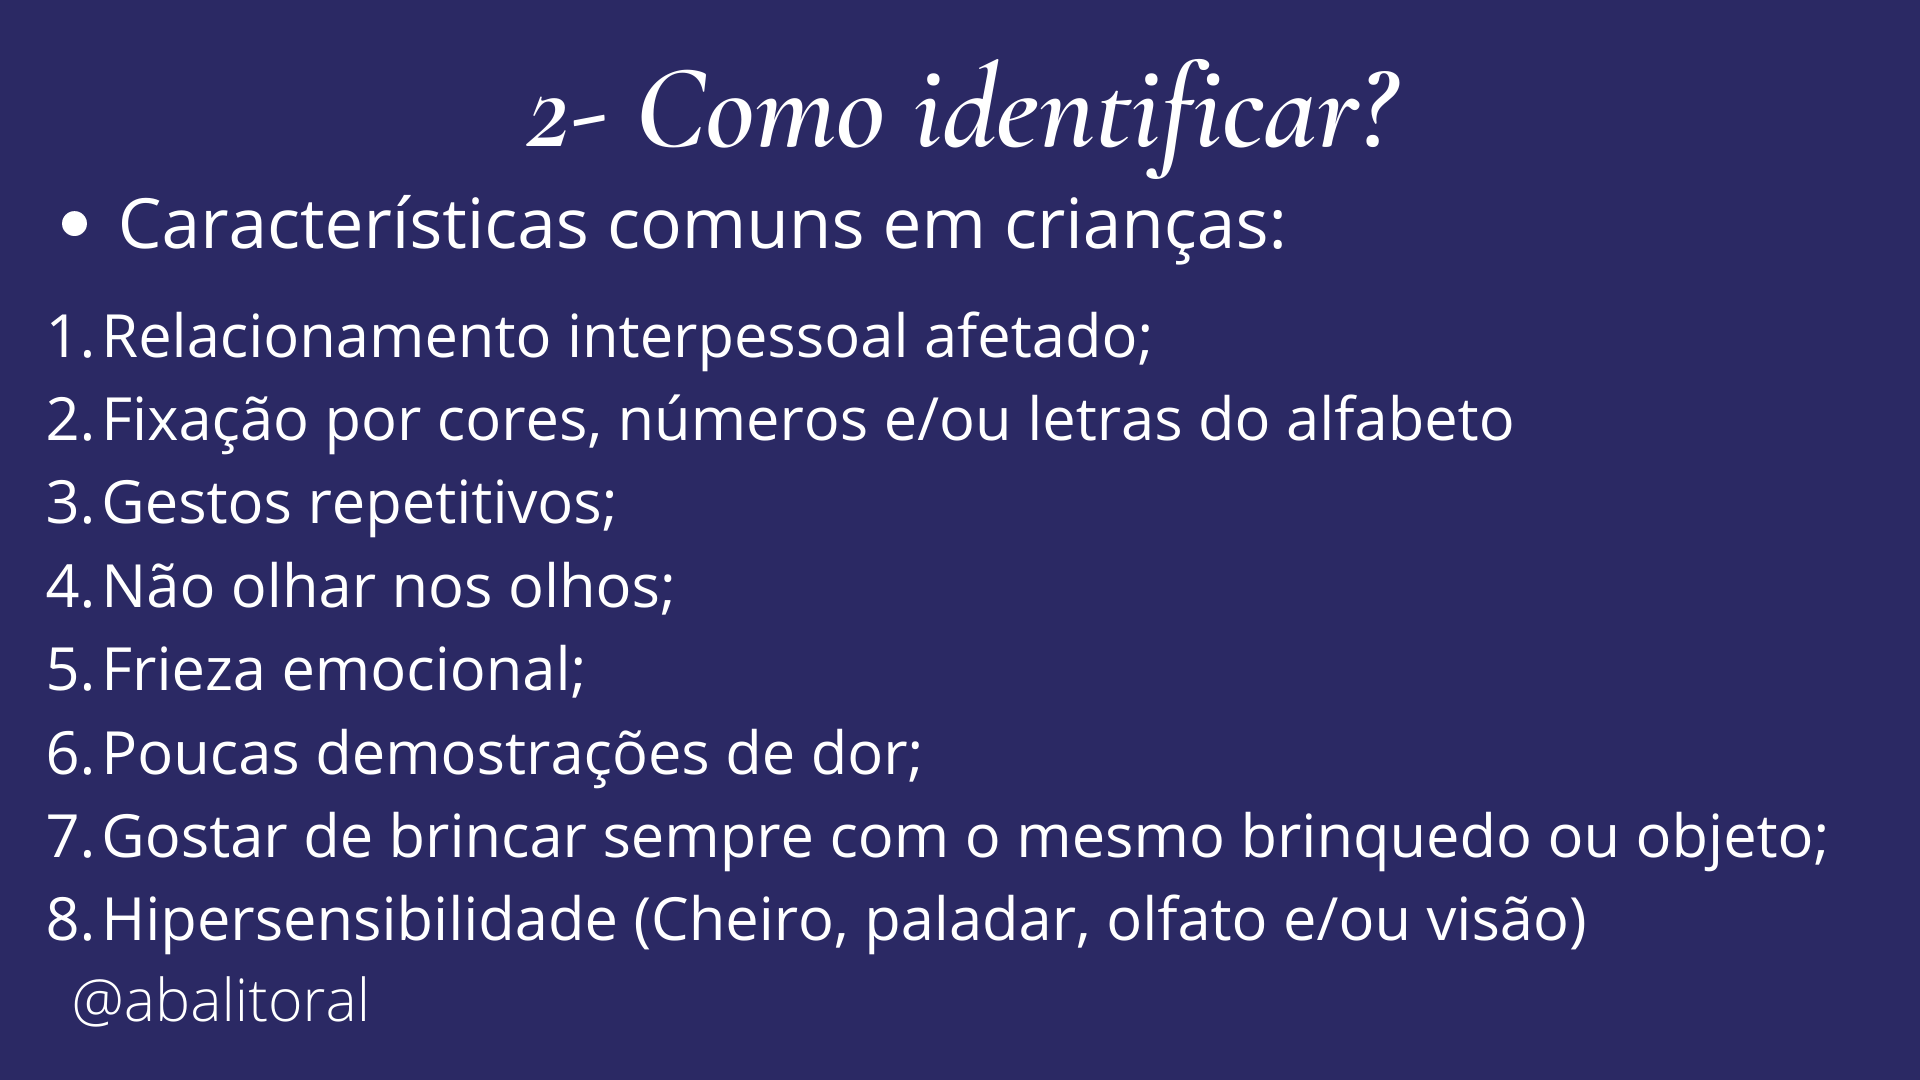 2- Como identificar?
• Características comuns em crianças:
1. Relacionamento interpessoal afetado;
2. Fixação por cores, números e/ou letras do alfabeto
3. Gestos repetitivos;
4. Não olhar nos olhos;
5. Frieza emocional;
6. Poucas demostrações de dor;
7. Gostar de brincar sempre com o mesmo brinquedo ou objeto;
8. Hipersensibilidade (Cheiro, paladar, olfato e/ou visão)
@abalitoral